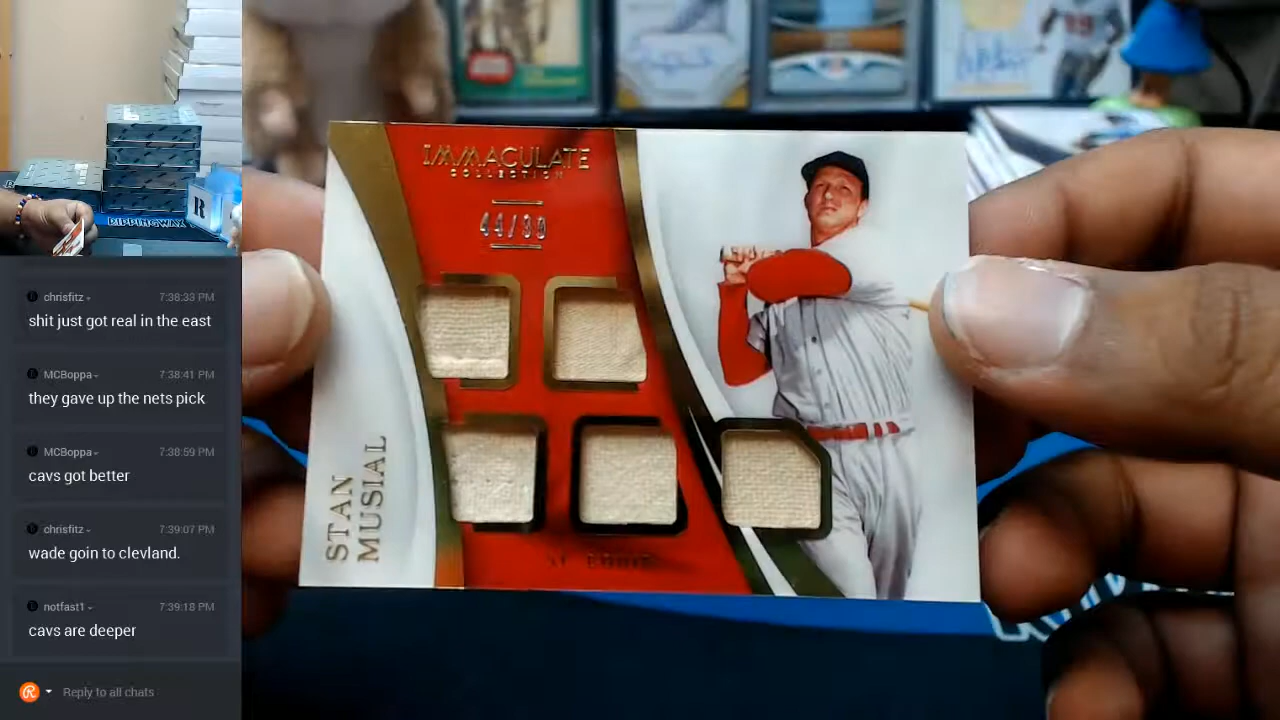 RIPPINGWAX
R
chrisfitz 7:38:33 PM
shit just got real in the east
MCBoppa 7:38:41 PM
they gave up the nets pick
MCBoppa 7:38:59 PM
cavs got better
chrisfitz 7:39:07 PM
wade goin to clevland.
notfast1 7:39:18 PM
cavs are deeper
Reply to all chats
IMMACULATE
COLLECTION
44/99
STAN
MUSIAL
ST. LOUIS